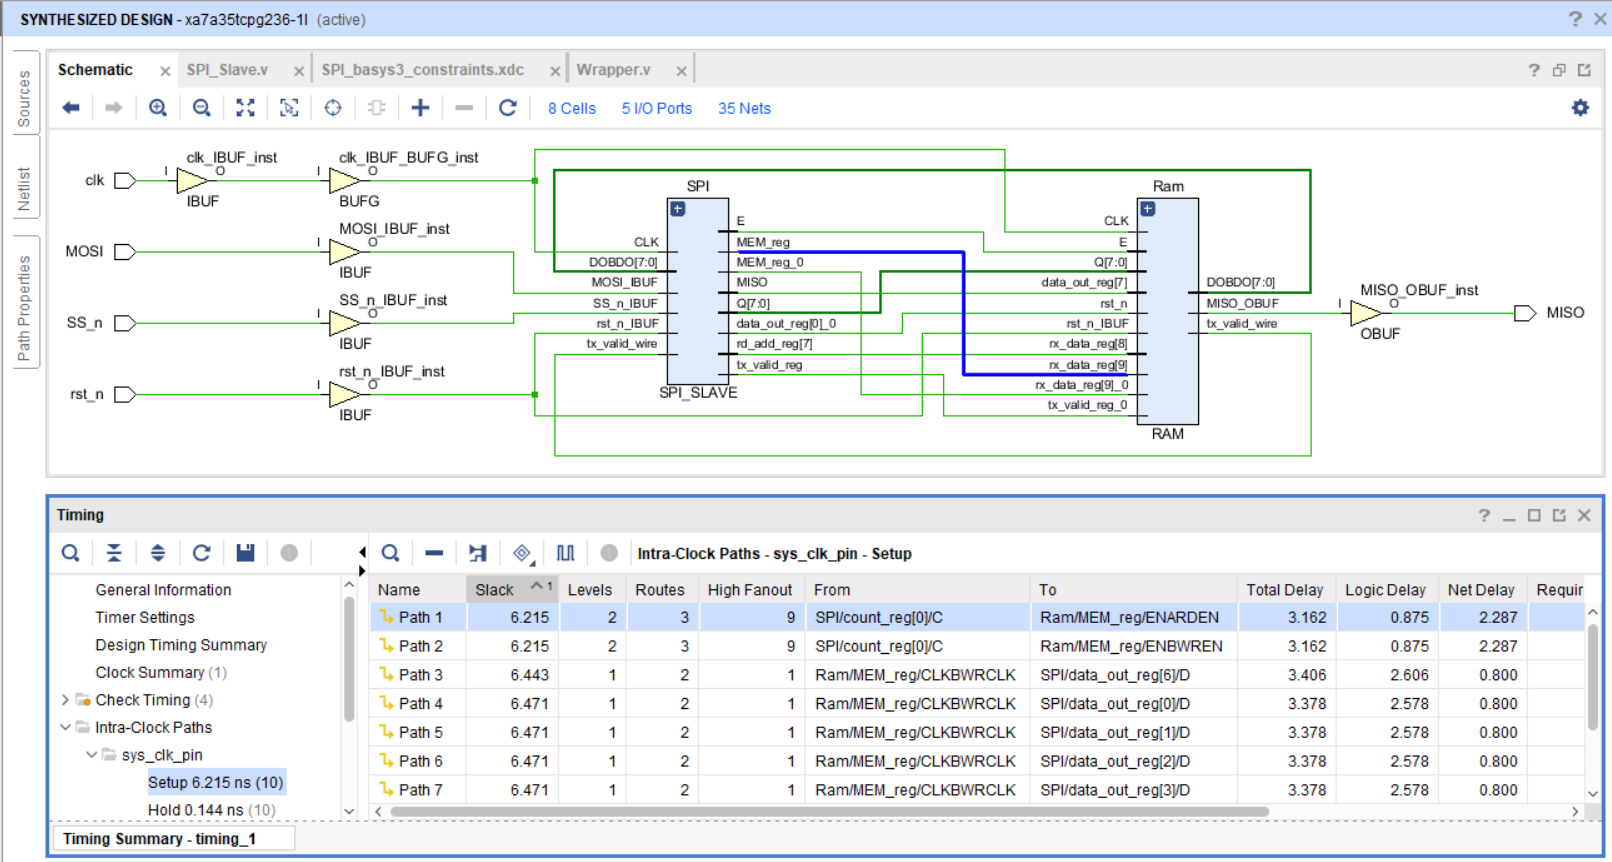 SYNTHESIZED DESIGN - xa7a35tcpg236-1I (active)
Sources
Netlist
Path Properties
Schematic
SPI_Slave.v
SPI_basys3_constraints.xdc
Wrapper.v
8 Cells
5 I/O Ports
35 Nets
clk
I
clk_IBUF_inst
O
IBUF
I
clk_IBUF_BUFG_inst
O
BUFG
MOSI
I
MOSI_IBUF_inst
O
IBUF
SS_n
I
SS_n_IBUF_inst
O
IBUF
rst_n
I
rst_n_IBUF_inst
O
IBUF
SPI
CLK
DOBDO[7:0]
MOSI_IBUF
SS_n_IBUF
rst_n_IBUF
tx_valid_wire
E
MEM_reg
MEM_reg_0
MISO
Q[7:0]
data_out_reg[0]_0
rd_add_reg[7]
tx_valid_reg
SPI_SLAVE
Ram
CLK
E
Q[7:0]
data_out_reg[7]
rst_n
rst_n_IBUF
rx_data_reg[8]
rx_data_reg[9]
rx_data_reg[9]_0
tx_valid_reg_0
DOBDO[7:0]
MISO_OBUF
tx_valid_wire
RAM
MISO_OBUF_inst
I
O
OBUF
MISO
Timing
Intra-Clock Paths - sys_clk_pin - Setup
General Information
Timer Settings
Design Timing Summary
Clock Summary (1)
Check Timing (4)
Intra-Clock Paths
sys_clk_pin
Setup 6.215 ns (10)
Hold 0.144 ns (10)
Name Slack 1 Levels Routes High Fanout From To Total Delay Logic Delay Net Delay Requir
Path 1 6.215 2 3 9 SPI/count_reg[0]/C Ram/MEM_reg/ENARDEN 3.162 0.875 2.287
Path 2 6.215 2 3 9 SPI/count_reg[0]/C Ram/MEM_reg/ENBWREN 3.162 0.875 2.287
Path 3 6.443 1 2 1 Ram/MEM_reg/CLKBWRCLK SPI/data_out_reg[6]/D 3.406 2.606 0.800
Path 4 6.471 1 2 1 Ram/MEM_reg/CLKBWRCLK SPI/data_out_reg[0]/D 3.378 2.578 0.800
Path 5 6.471 1 2 1 Ram/MEM_reg/CLKBWRCLK SPI/data_out_reg[1]/D 3.378 2.578 0.800
Path 6 6.471 1 2 1 Ram/MEM_reg/CLKBWRCLK SPI/data_out_reg[2]/D 3.378 2.578 0.800
Path 7 6.471 1 2 1 Ram/MEM_reg/CLKBWRCLK SPI/data_out_reg[3]/D 3.378 2.578 0.800
Timing Summary - timing_1